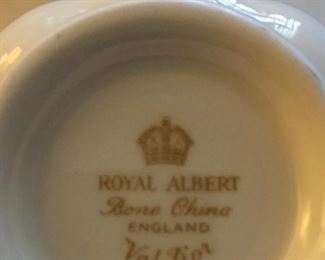 ROYAL ALBERT
Bone China
ENGLAND
Val D'or